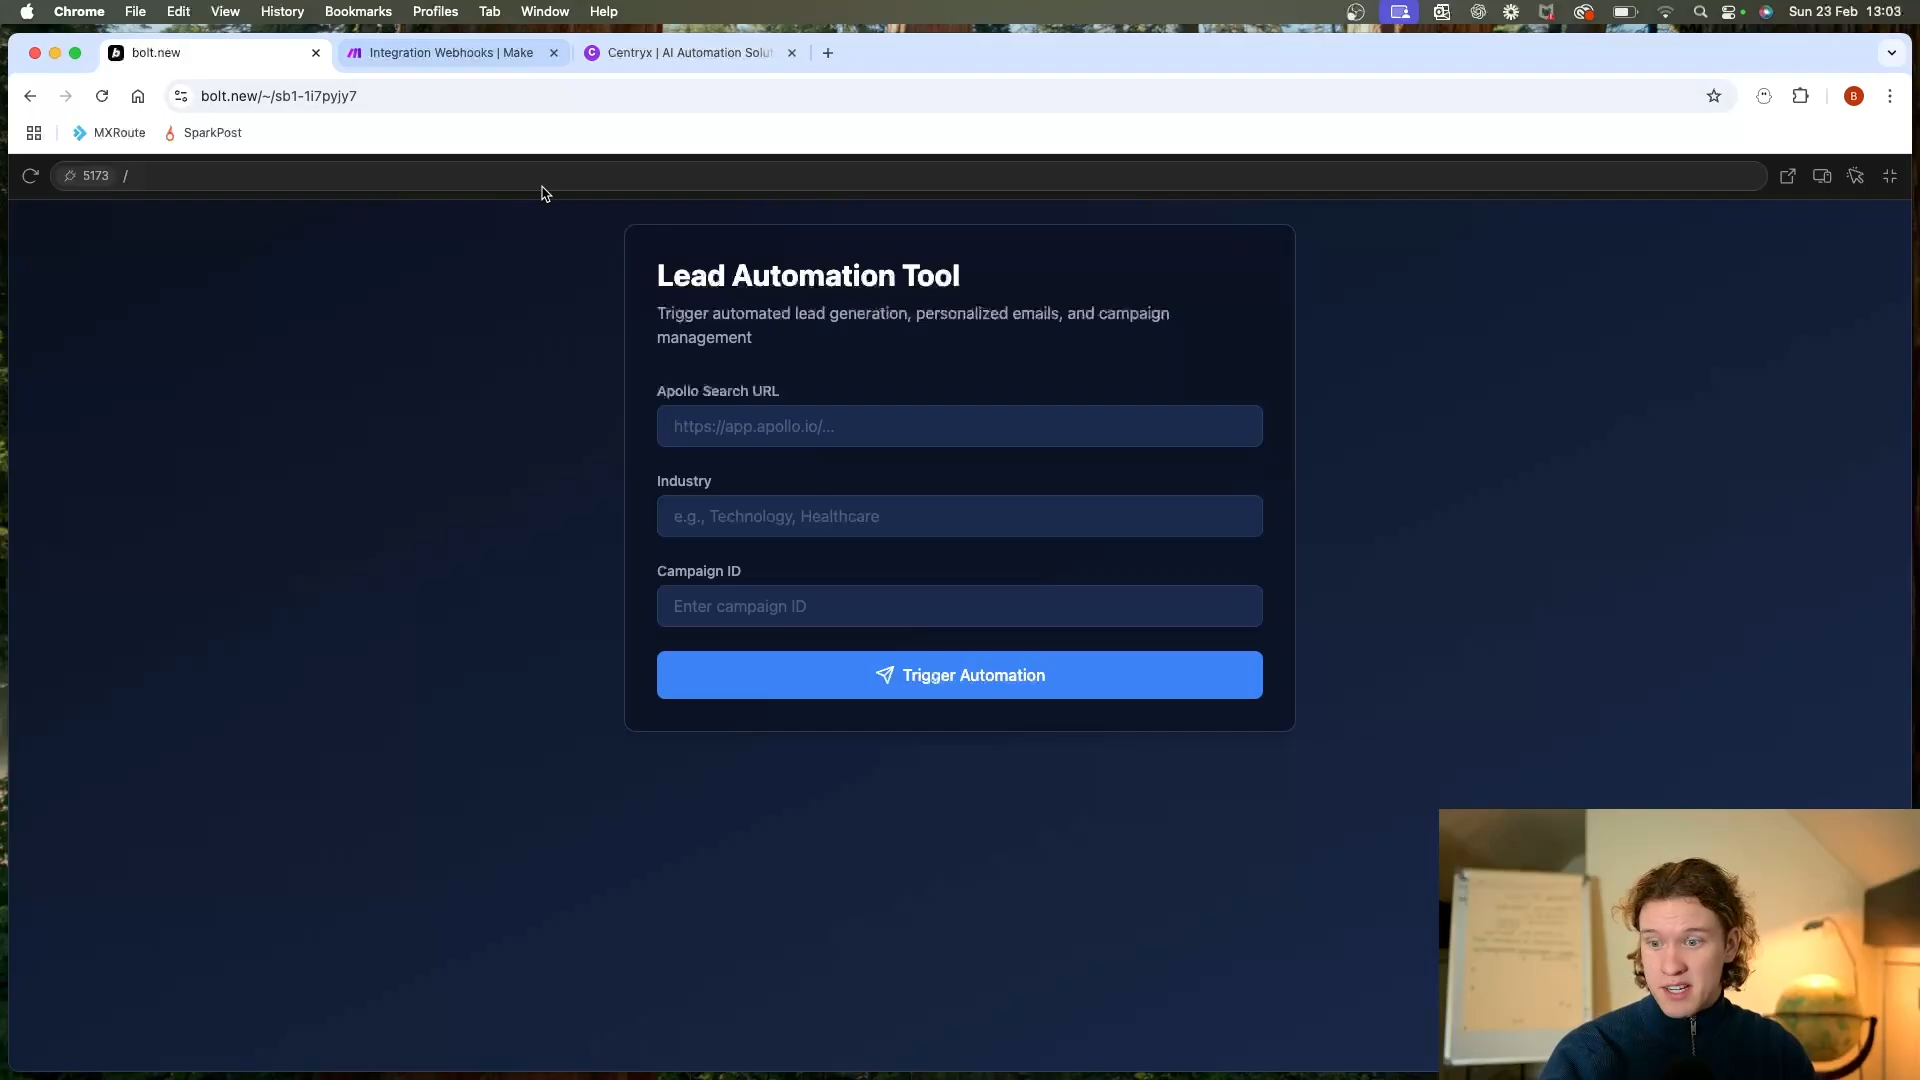 Chrome File Edit View History Bookmarks Profiles Tab Window Help Sun 23 Feb 13:03
bolt.new Integration Webhooks | Make Centryx | AI Automation Solut
bolt.new/~/sb1-1i7pyjy7 B
MXRoute SparkPost
5173 /
Lead Automation Tool
Trigger automated lead generation, personalized emails, and campaign
management
Apollo Search URL
https://app.apollo.io/...
Industry
e.g., Technology, Healthcare
Campaign ID
Enter campaign ID
Trigger Automation